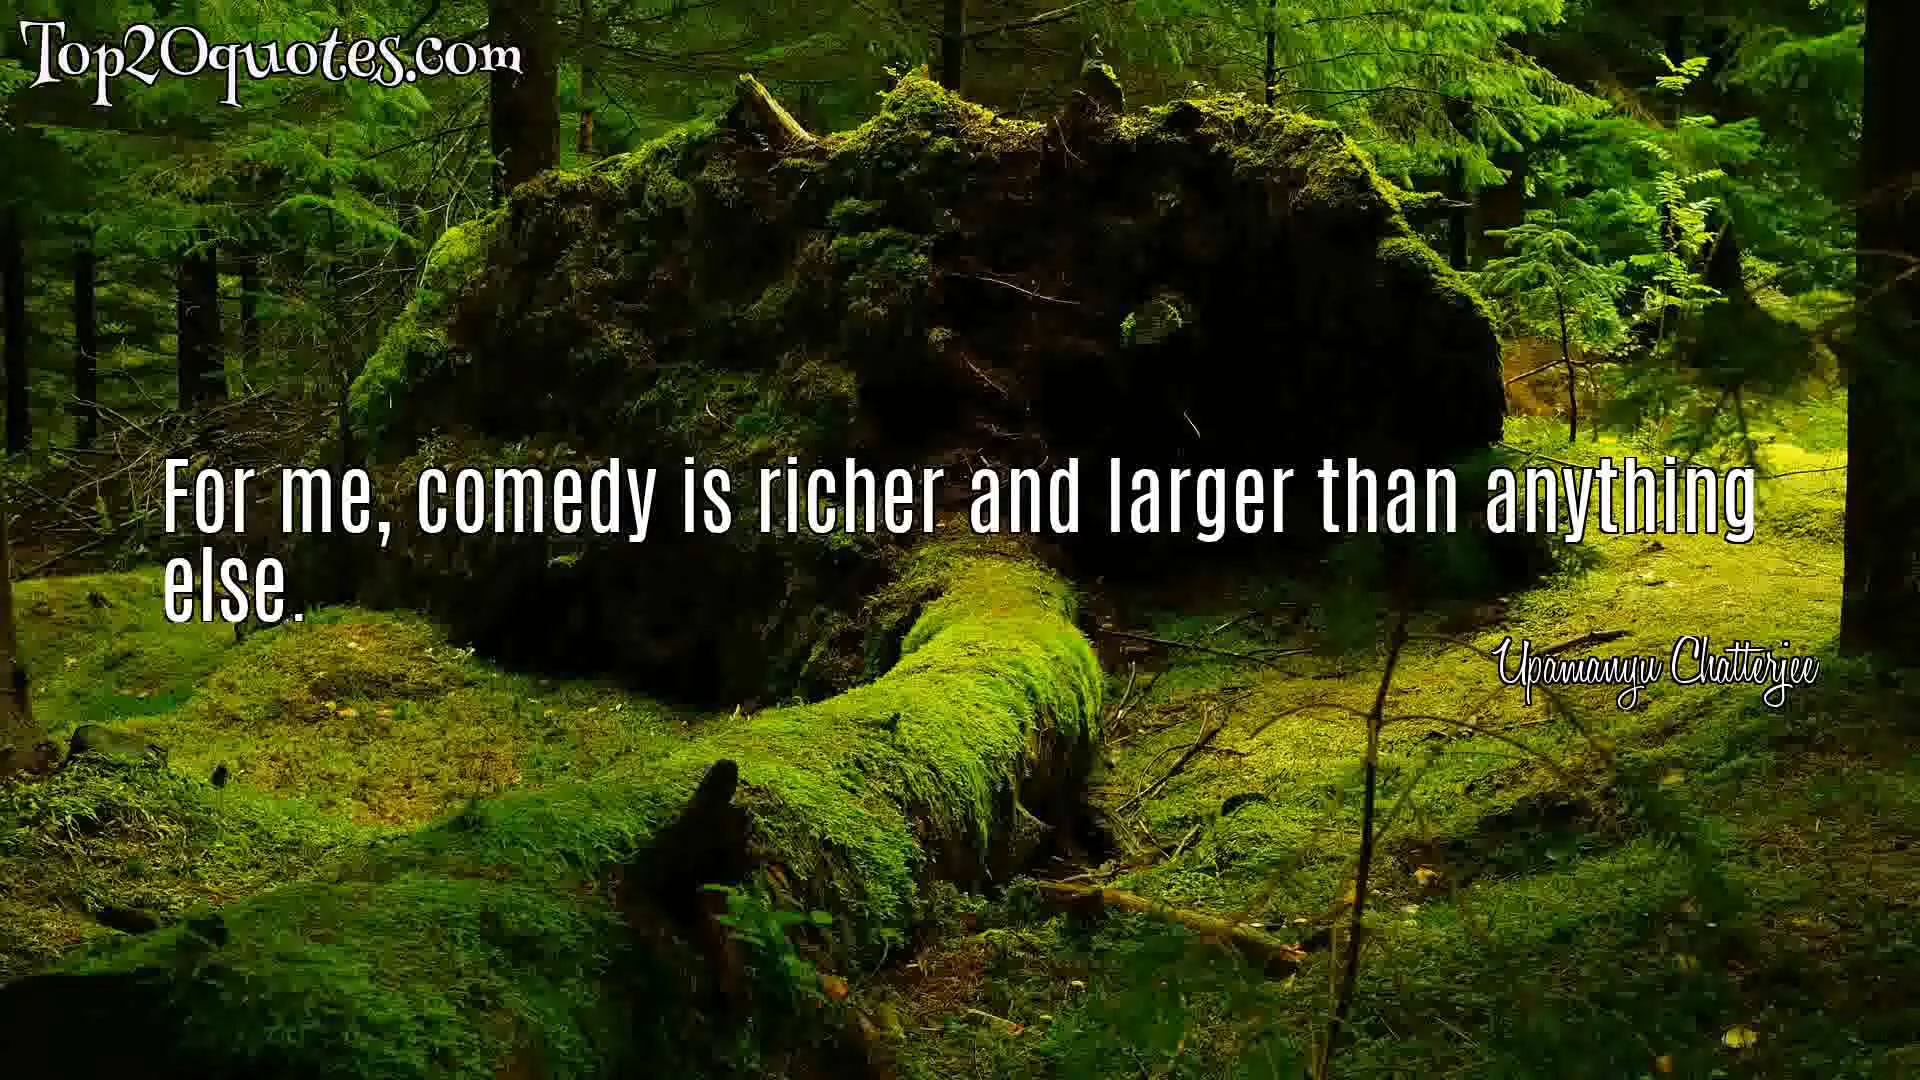 Top20quotes.com
For me, comedy is richer and larger than anything
else.
Upamanyu Chatterjee